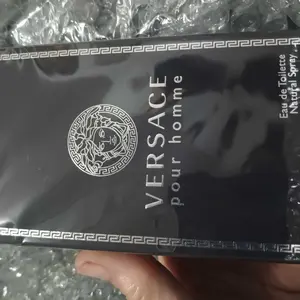 VERSACE
pour homme
Eau de Toilette
Natural Spray